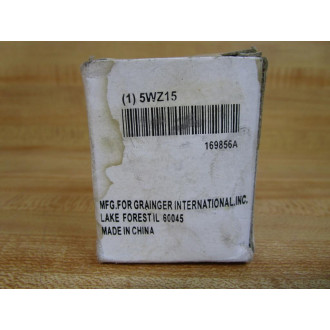 (1) 5WZ15
169856A
MFG.FOR GRAINGER INTERNATIONAL,INC.
LAKE FOREST IL 60045
MADE IN CHINA